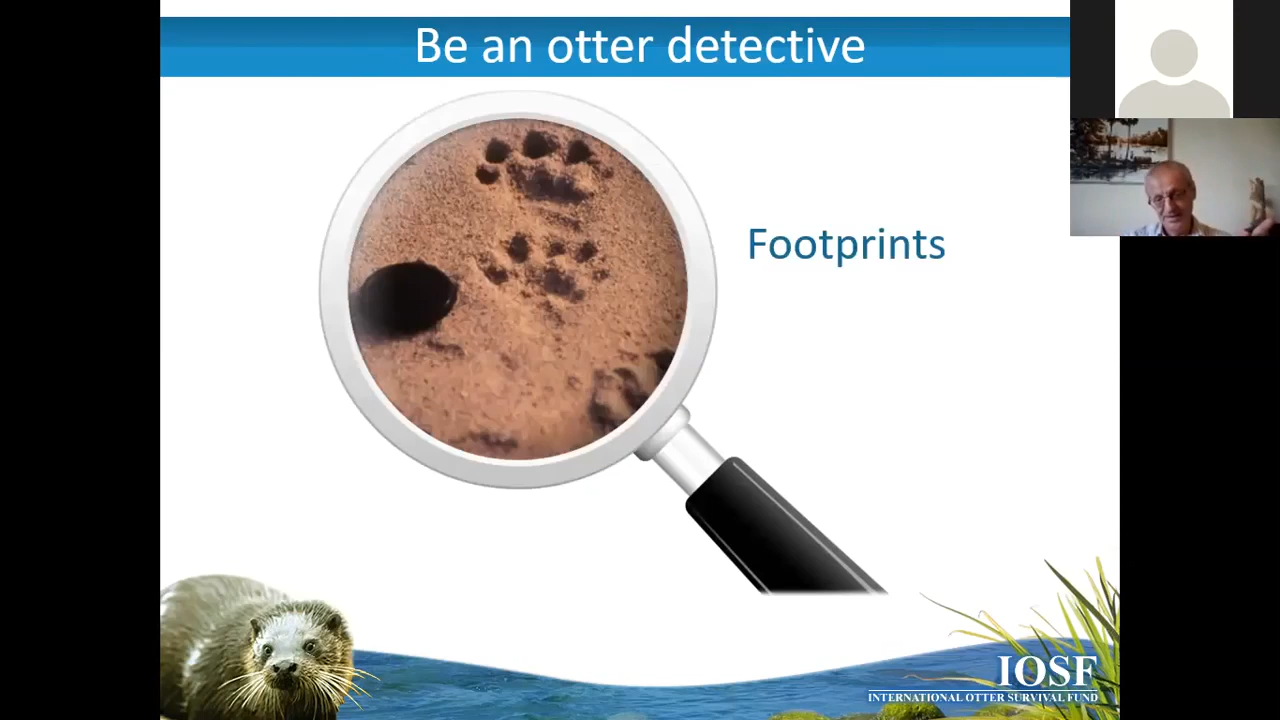 Be an otter detective
Footprints
IOSF
INTERNATIONAL OTTER SURVIVAL FUND